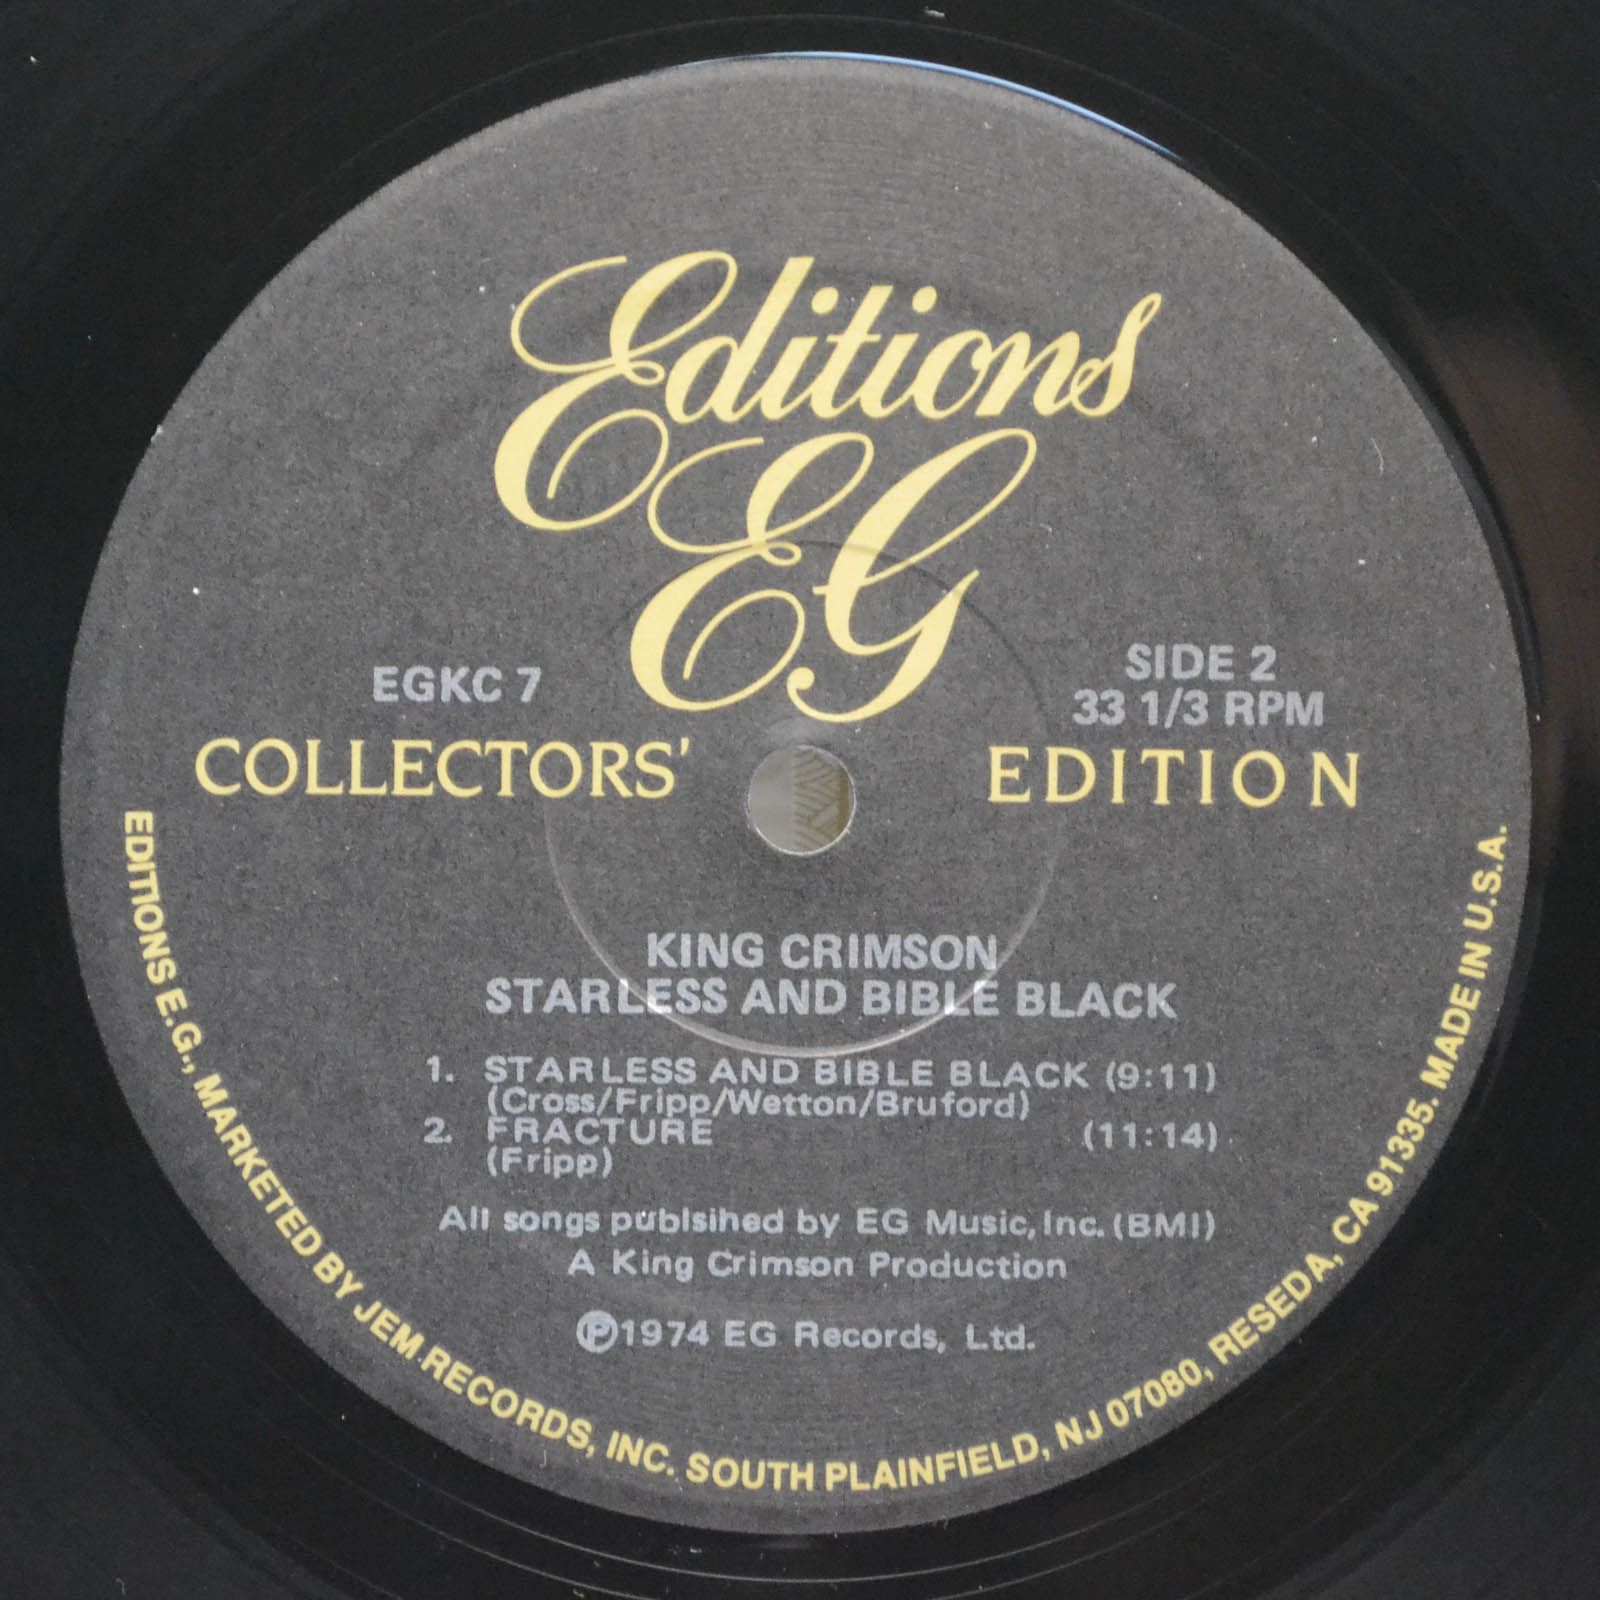 Editions
EG
EGKC 7
SIDE 2
33 1/3 RPM
COLLECTORS' EDITION
KING CRIMSON
STARLESS AND BIBLE BLACK
1. STARLESS AND BIBLE BLACK (9:11)
(Cross/Fripp/Wetton/Bruford)
2. FRACTURE (11:14)
(Fripp)
All songs publsihed by EG Music, Inc. (BMI)
A King Crimson Production
℗1974 EG Records, Ltd.
EDITIONS E.G., MARKETED BY JEM RECORDS, INC. SOUTH PLAINFIELD, NJ 07080, RESEDA, CA 91335. MADE IN U.S.A.